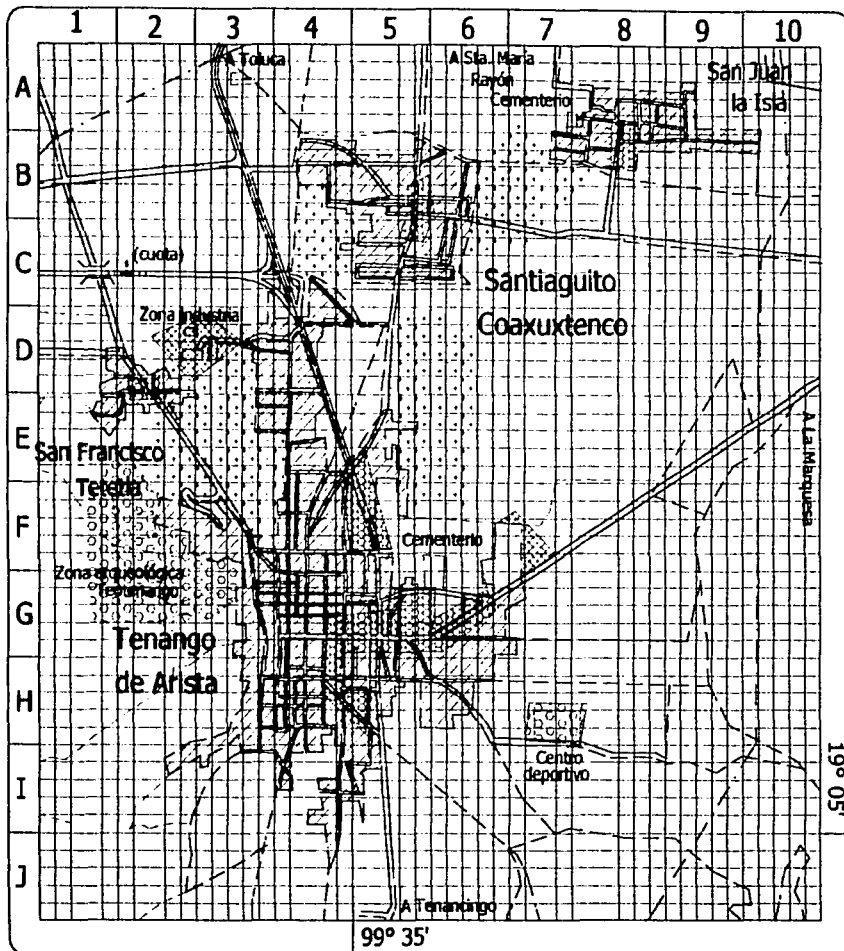 1 2 3 4 5 6 7 8 9 10
A
B
C
D
E
F
G
H
I
J
A Toluca
A Sta. María
Rayón
Cementerio
San Juan
la Isla
(cuota)
Santiaguito
Coaxuxtenco
Zona Industrial
San Francisco
Tetetla
A La Marquesa
Cementerio
Zona arqueológica
Teotenango
Tenango
de Arista
Centro
deportivo
19° 05'
A Tenancingo
99° 35'